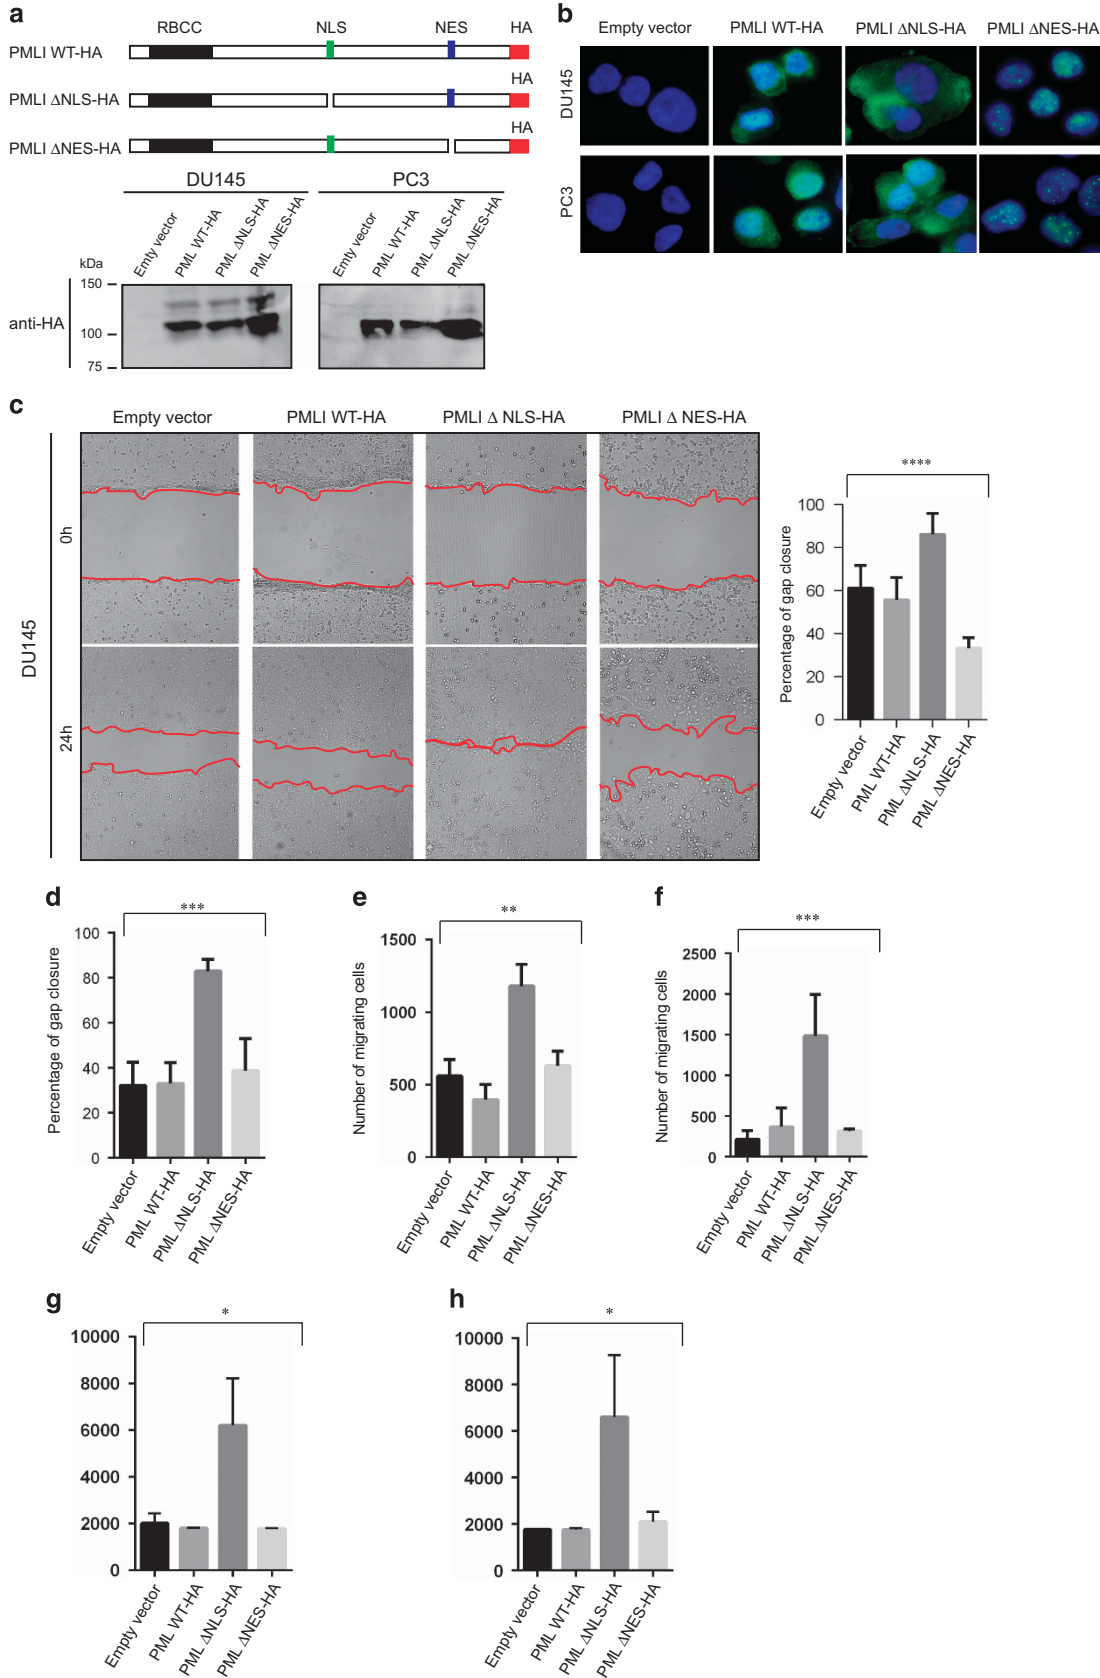 a
RBCC NLS NES HA
PMLI WT-HA
HA
PMLI ΔNLS-HA
HA
PMLI ΔNES-HA
DU145 PC3
Emty vector PML WT-HA PML ΔNLS-HA PML ΔNES-HA Empty vector PML WT-HA PML ΔNLS-HA PML ΔNES-HA
kDa
150
anti-HA
100
75
b
Empty vector PMLI WT-HA PMLI ΔNLS-HA PMLI ΔNES-HA
DU145
PC3
c
Empty vector PMLI WT-HA PMLI Δ NLS-HA PMLI Δ NES-HA
DU145
0h
24h
****
Percentage of gap closure
100
80
60
40
20
0
Empty vector PML WT-HA PML ΔNLS-HA PML ΔNES-HA
d
***
Percentage of gap closure
100
80
60
40
20
0
Empty vector PML WT-HA PML ΔNLS-HA PML ΔNES-HA
e
**
Number of migrating cells
1500
1000
500
0
Empty vector PML WT-HA PML ΔNLS-HA PML ΔNES-HA
f
***
Number of migrating cells
2500
2000
1500
1000
500
0
Empty vector PML WT-HA PML ΔNLS-HA PML ΔNES-HA
g
*
10000
8000
6000
4000
2000
0
Empty vector PML WT-HA PML ΔNLS-HA PML ΔNES-HA
h
*
10000
8000
6000
4000
2000
0
Empty vector PML WT-HA PML ΔNLS-HA PML ΔNES-HA